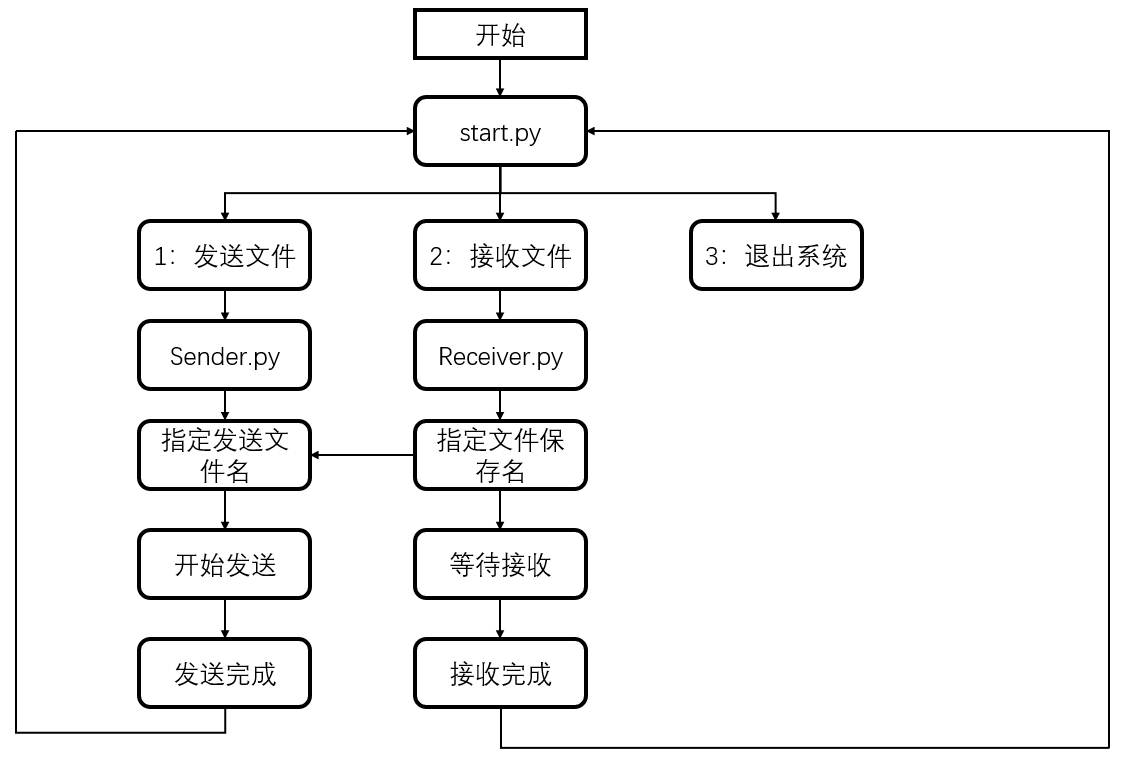 开始
start.py
1：发送文件
2：接收文件
3：退出系统
Sender.py
Receiver.py
指定发送文
件名
指定文件保
存名
开始发送
等待接收
发送完成
接收完成